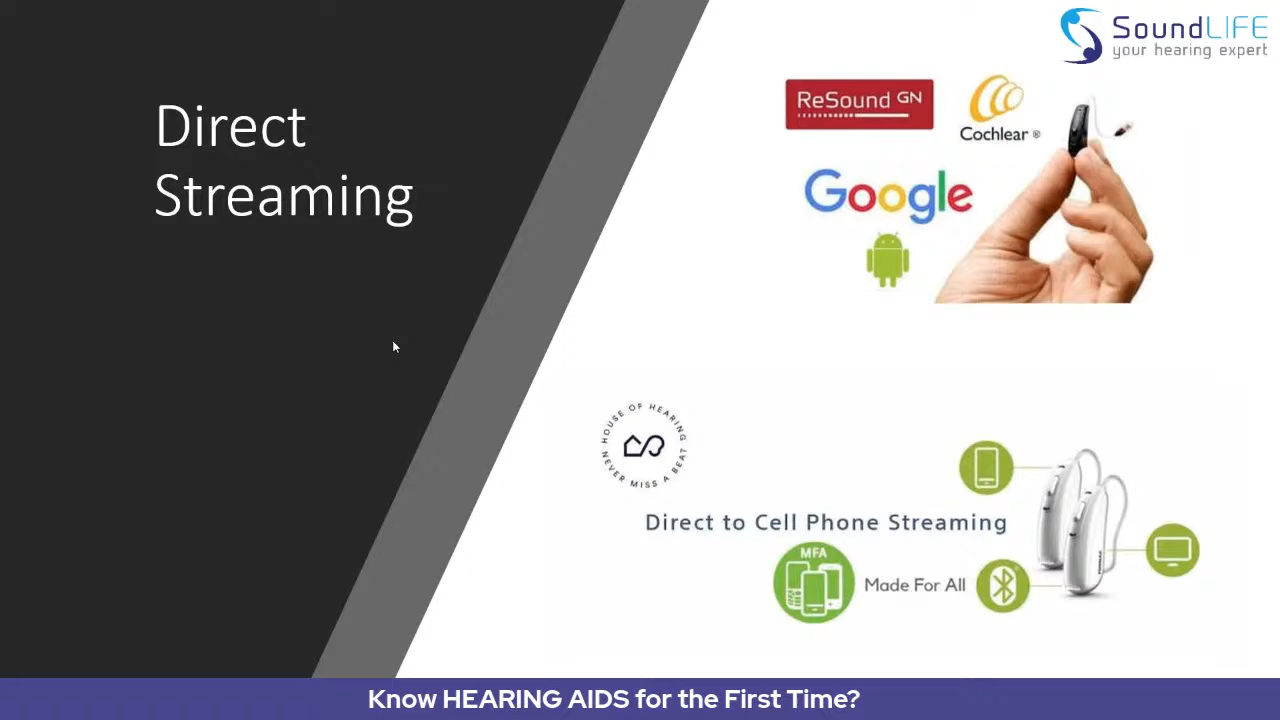 SoundLIFE
your hearing expert
Direct
Streaming
ReSound GN
Cochlear®
Google
HOUSE OF HEARING
NEVER MISS A BEAT
Direct to Cell Phone Streaming
MFA
Made For All
Know HEARING AIDS for the First Time?